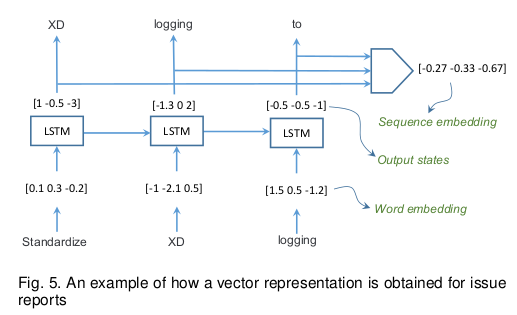 XD logging to
[-0.27 -0.33 -0.67]
[1 -0.5 -3] [-1.3 0 2] [-0.5 -0.5 -1]
Sequence embedding
LSTM LSTM LSTM
Output states
[0.1 0.3 -0.2] [-1 -2.1 0.5] [1.5 0.5 -1.2]
Word embedding
Standardize XD logging
Fig. 5. An example of how a vector representation is obtained for issue
reports